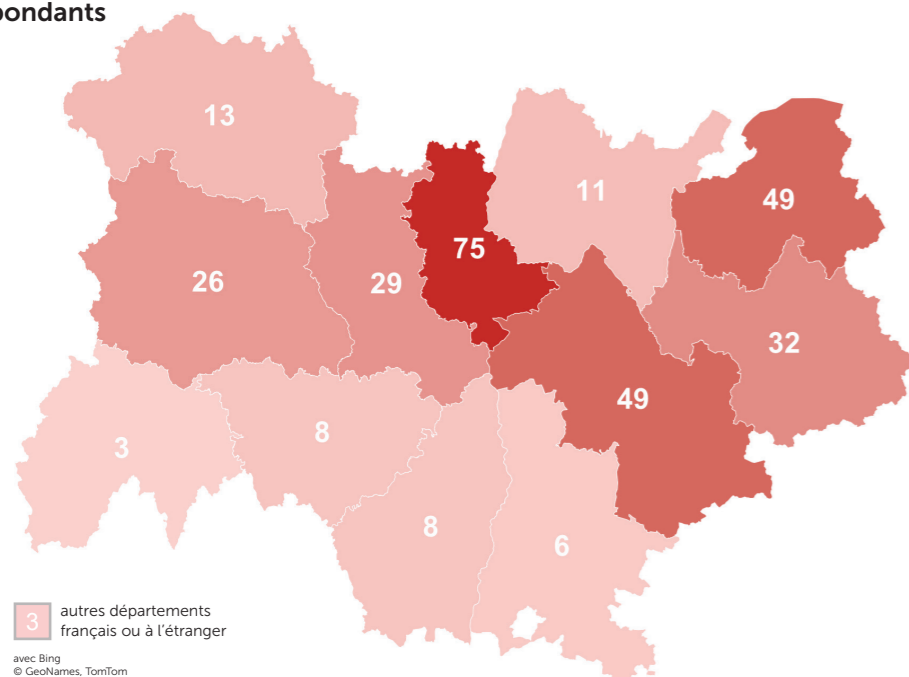 pondants
13
11
49
75
26
29
32
49
3
8
8
6
3
autres départements
français ou à l'étranger
avec Bing
© GeoNames, TomTom